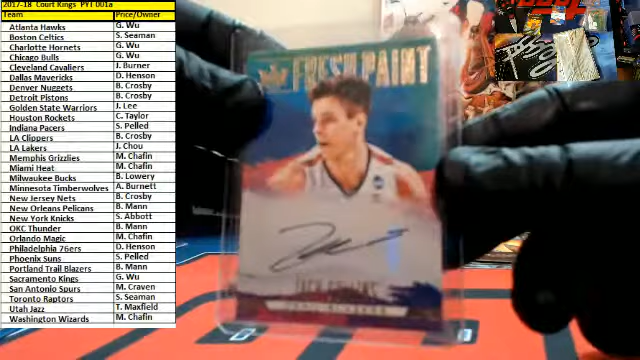 2017-18 Court Kings PYT 001a
Team Price/Owner
Atlanta Hawks G. Wu
Boston Celtics S. Seaman
Charlotte Hornets G. Wu
Chicago Bulls G. Wu
Cleveland Cavaliers J. Burner
Dallas Mavericks D. Henson
Denver Nuggets B. Crosby
Detroit Pistons B. Crosby
Golden State Warriors J. Lee
Houston Rockets C. Taylor
Indiana Pacers S. Pelled
LA Clippers B. Crosby
LA Lakers J. Chou
Memphis Grizzlies M. Chafin
Miami Heat M. Chafin
Milwaukee Bucks B. Lowery
Minnesota Timberwolves A. Burnett
New Jersey Nets B. Crosby
New Orleans Pelicans B. Mann
New York Knicks S. Abbott
OKC Thunder B. Mann
Orlando Magic M. Chafin
Philadelphia 76ers D. Henson
Phoenix Suns S. Pelled
Portland Trail Blazers B. Mann
Sacramento Kings G. Wu
San Antonio Spurs M. Craven
Toronto Raptors S. Seaman
Utah Jazz T. Maxfield
Washington Wizards M. Chafin
FRESH PAINT
ZACH COLLINS